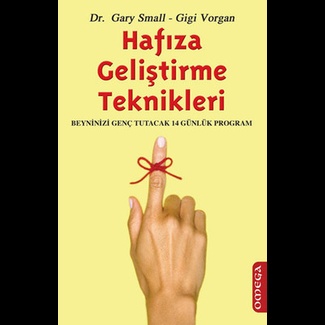 Dr. Gary Small - Gigi Vorgan
Hafıza
Geliştirme
Teknikleri
BEYNİNİZİ GENÇ TUTACAK 14 GÜNLÜK PROGRAM
OMEGA